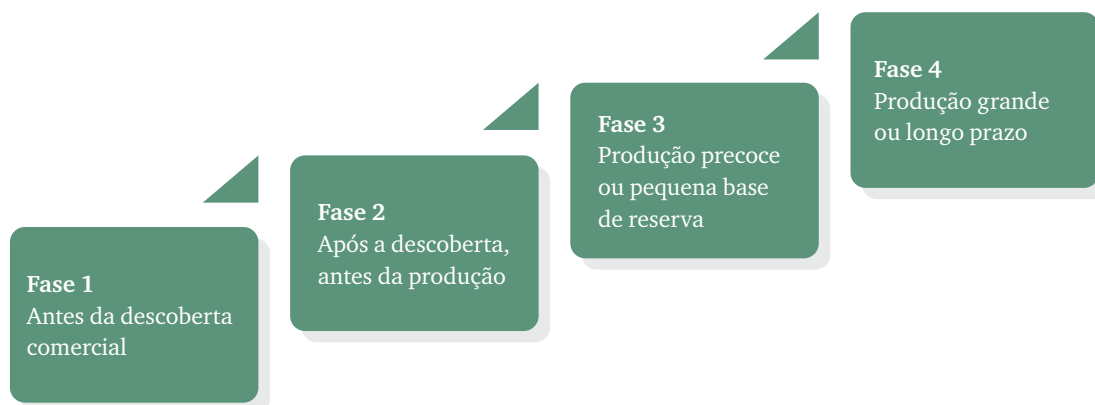 Fase 1
Antes da descoberta
comercial
Fase 2
Após a descoberta,
antes da produção
Fase 3
Produção precoce
ou pequena base
de reserva
Fase 4
Produção grande
ou longo prazo